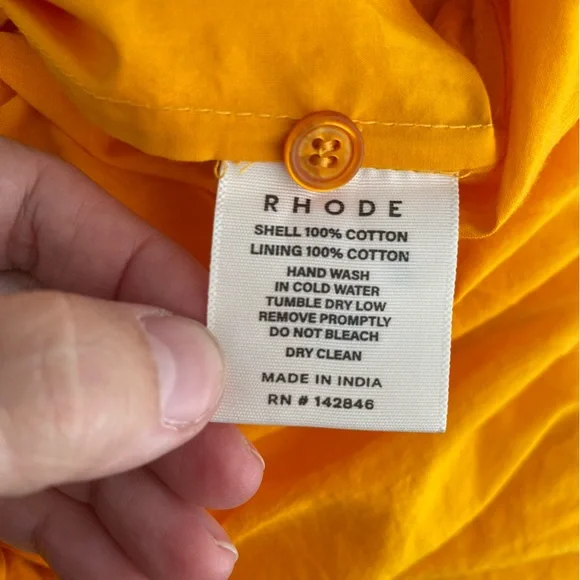 RHODE
SHELL 100% COTTON
LINING 100% COTTON
HAND WASH
IN COLD WATER
TUMBLE DRY LOW
REMOVE PROMPTLY
DO NOT BLEACH
DRY CLEAN
MADE IN INDIA
RN # 142846